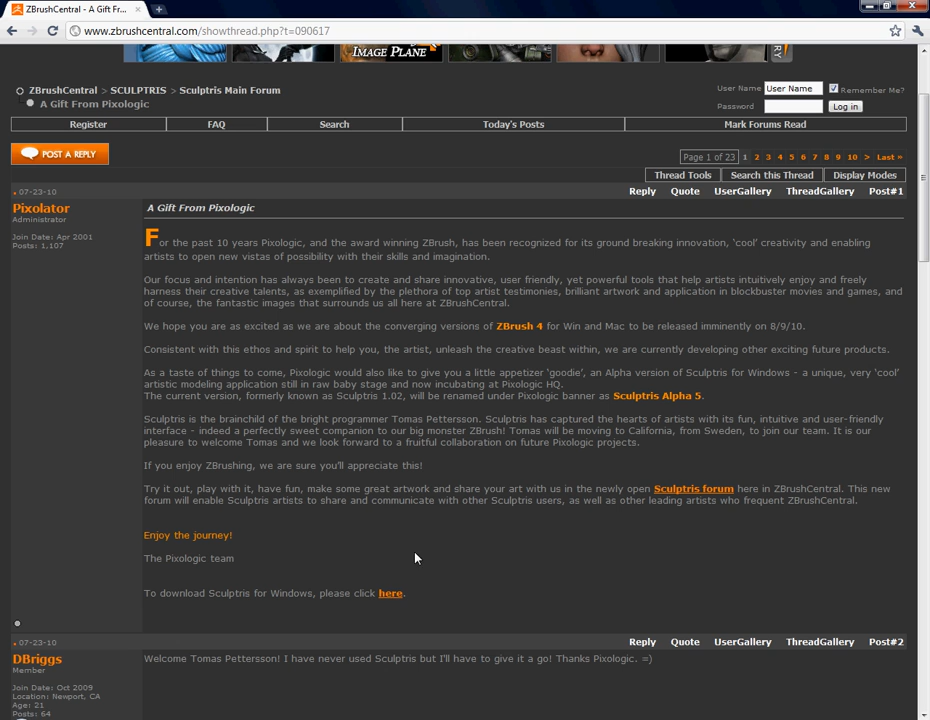 ZBrushCentral - A Gift Fr...
www.zbrushcentral.com/showthread.php?t=090617
IMAGE PLANE
RY
ZBrushCentral > SCULPTRIS > Sculptris Main Forum
A Gift From Pixologic
User Name User Name Remember Me?
Password Log in
Register FAQ Search Today's Posts Mark Forums Read
POST A REPLY
Page 1 of 23 1 2 3 4 5 6 7 8 9 10 > Last »
Thread Tools Search this Thread Display Modes
07-23-10 Reply Quote UserGallery ThreadGallery Post#1
Pixolator
Administrator
Join Date: Apr 2001
Posts: 1,107
A Gift From Pixologic
For the past 10 years Pixologic, and the award winning ZBrush, has been recognized for its ground breaking innovation, 'cool' creativity and enabling
artists to open new vistas of possibility with their skills and imagination.
Our focus and intention has always been to create and share innovative, user friendly, yet powerful tools that help artists intuitively enjoy and freely
harness their creative talents, as exemplified by the plethora of top artist testimonies, brilliant artwork and application in blockbuster movies and games, and
of course, the fantastic images that surrounds us all here at ZBrushCentral.
We hope you are as excited as we are about the converging versions of ZBrush 4 for Win and Mac to be released imminently on 8/9/10.
Consistent with this ethos and spirit to help you, the artist, unleash the creative beast within, we are currently developing other exciting future products.
As a taste of things to come, Pixologic would also like to give you a little appetizer 'goodie', an Alpha version of Sculptris for Windows - a unique, very 'cool'
artistic modeling application still in raw baby stage and now incubating at Pixologic HQ.
The current version, formerly known as Sculptris 1.02, will be renamed under Pixologic banner as Sculptris Alpha 5.
Sculptris is the brainchild of the bright programmer Tomas Pettersson. Sculptris has captured the hearts of artists with its fun, intuitive and user-friendly
interface - indeed a perfectly sweet companion to our big monster ZBrush! Tomas will be moving to California, from Sweden, to join our team. It is our
pleasure to welcome Tomas and we look forward to a fruitful collaboration on future Pixologic projects.
If you enjoy ZBrushing, we are sure you'll appreciate this!
Try it out, play with it, have fun, make some great artwork and share your art with us in the newly open Sculptris forum here in ZBrushCentral. This new
forum will enable Sculptris artists to share and communicate with other Sculptris users, as well as other leading artists who frequent ZBrushCentral.
Enjoy the journey!
The Pixologic team
To download Sculptris for Windows, please click here.
07-23-10 Reply Quote UserGallery ThreadGallery Post#2
DBriggs
Member
Join Date: Oct 2009
Location: Newport, CA
Age: 21
Posts: 64
Welcome Tomas Pettersson! I have never used Sculptris but I'll have to give it a go! Thanks Pixologic. =)